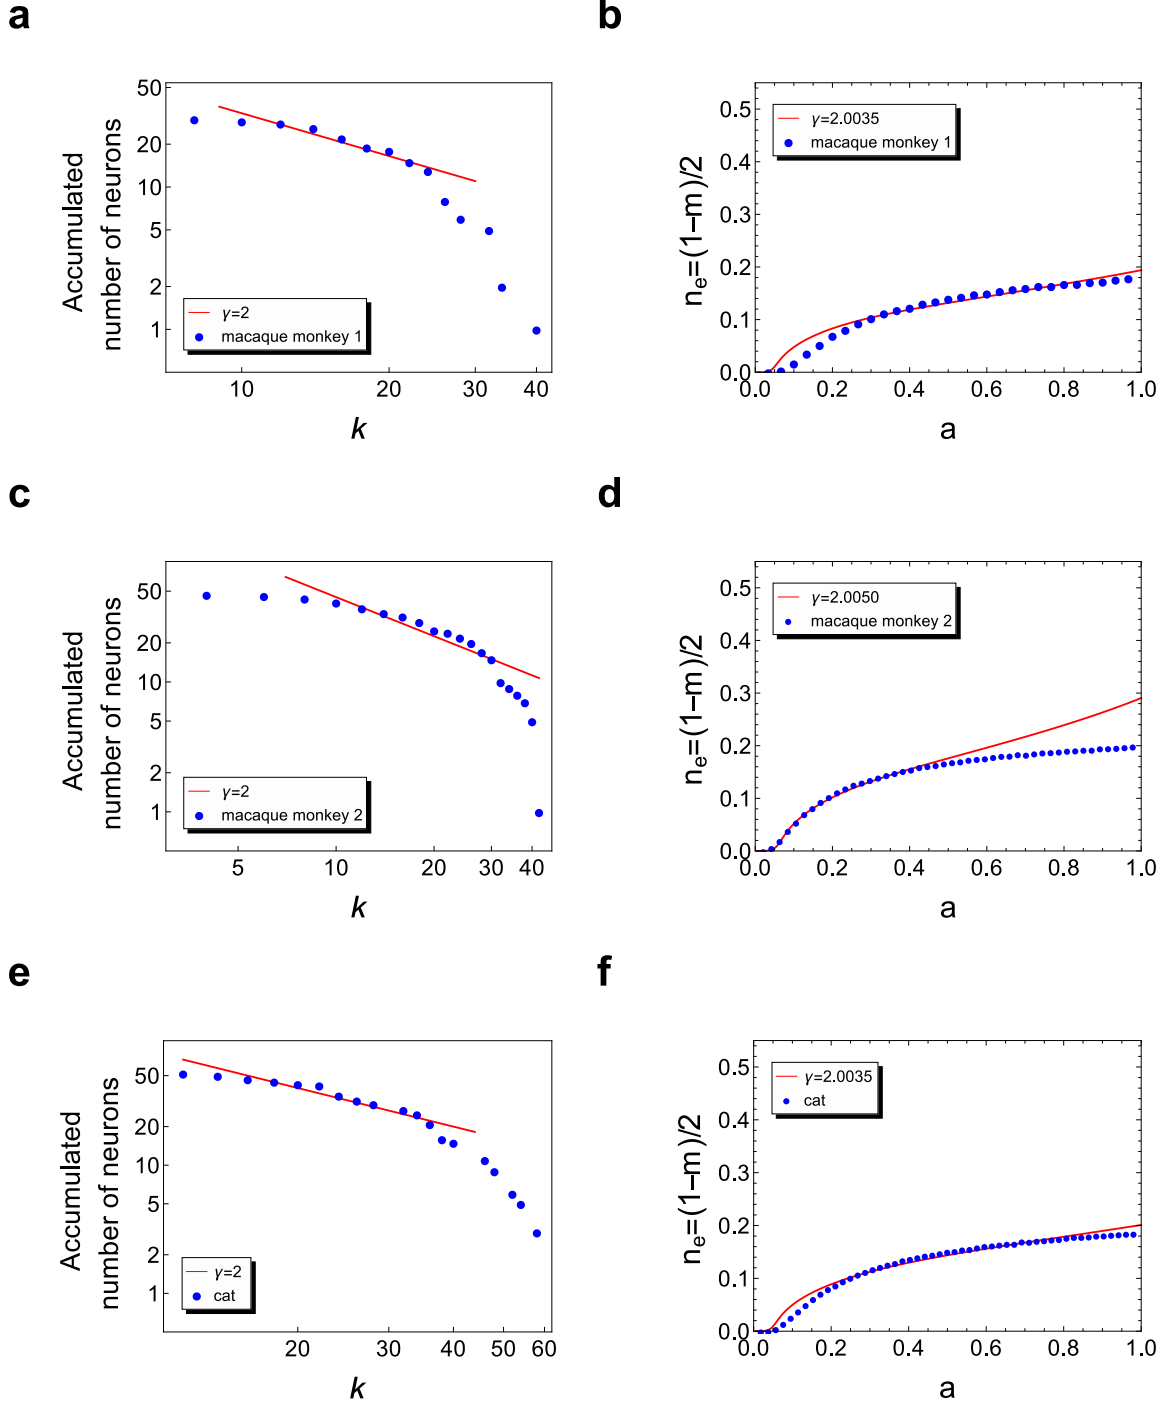 a
50
20
10
5
2
1
Accumulated
number of neurons
γ=2
macaque monkey 1
10
20
30
40
k
b
0.5
0.4
0.3
0.2
0.1
0.0
nₑ=(1−m)/2
γ=2.0035
macaque monkey 1
0.0
0.2
0.4
0.6
0.8
1.0
a
c
50
20
10
5
2
1
Accumulated
number of neurons
γ=2
macaque monkey 2
5
10
20
30
40
k
d
0.5
0.4
0.3
0.2
0.1
0.0
nₑ=(1−m)/2
γ=2.0050
macaque monkey 2
0.0
0.2
0.4
0.6
0.8
1.0
a
e
50
20
10
5
2
1
Accumulated
number of neurons
γ=2
cat
20
30
40
50
60
k
f
0.5
0.4
0.3
0.2
0.1
0.0
nₑ=(1−m)/2
γ=2.0035
cat
0.0
0.2
0.4
0.6
0.8
1.0
a